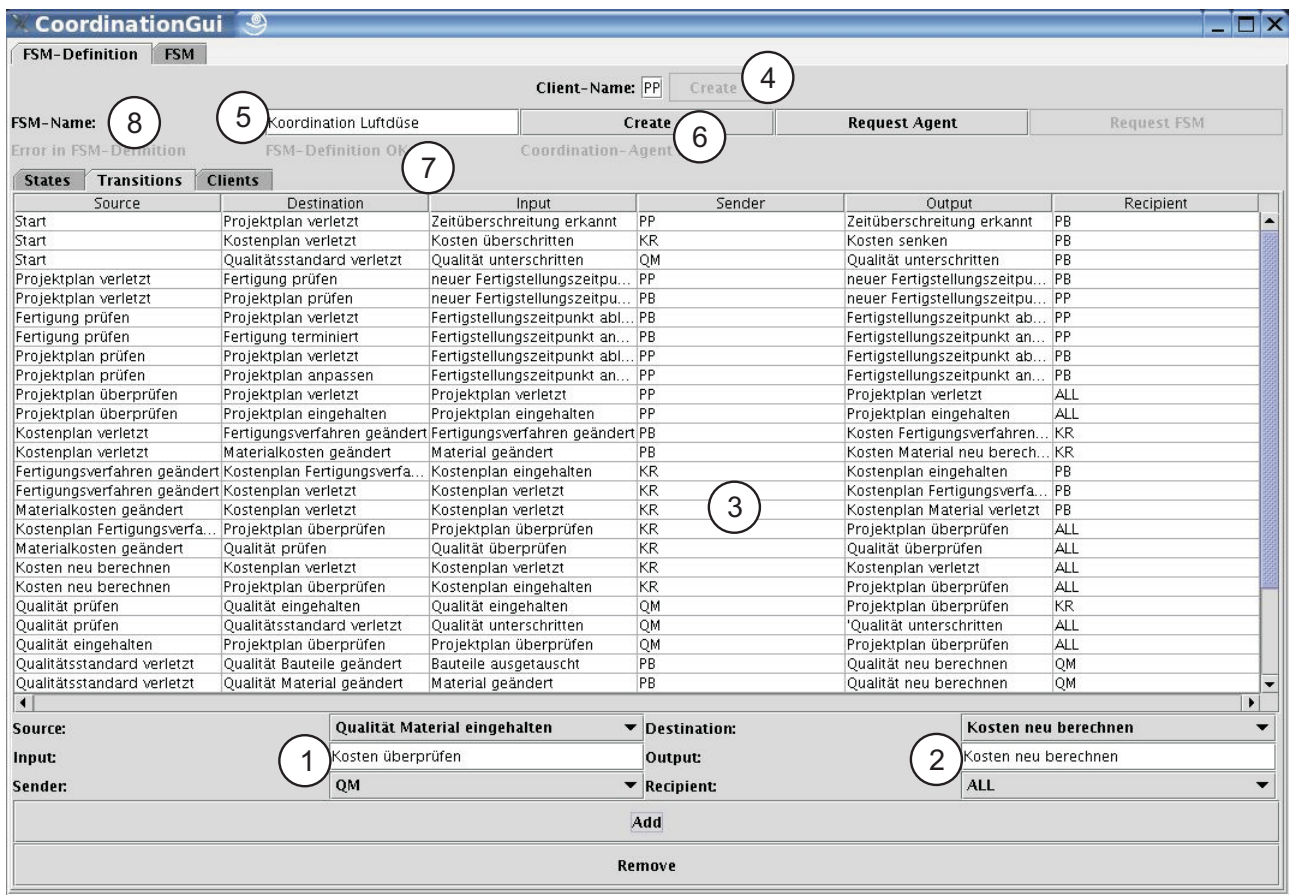 CoordinationGui
FSM-Definition FSM
Client-Name: PP Create 4
FSM-Name: 8 5 Koordination Luftdüse Create 6 Request Agent Request FSM
Error in FSM-Definition FSM-Definition OK 7 Coordination-Agent
States Transitions Clients
Source Destination Input Sender Output Recipient
Start Projektplan verletzt Zeitüberschreitung erkannt PP Zeitüberschreitung erkannt PB
Start Kostenplan verletzt Kosten überschritten KR Kosten senken PB
Start Qualitätsstandard verletzt Qualität unterschritten QM Qualität unterschritten PB
Projektplan verletzt Fertigung prüfen neuer Fertigstellungszeitpu... PP neuer Fertigstellungszeitpu... PB
Projektplan verletzt Projektplan prüfen neuer Fertigstellungszeitpu... PB neuer Fertigstellungszeitpu... PP
Fertigung prüfen Projektplan verletzt Fertigstellungszeitpunkt abl... PB Fertigstellungszeitpunkt ab... PP
Fertigung prüfen Fertigung terminiert Fertigstellungszeitpunkt an... PB Fertigstellungszeitpunkt an... PP
Projektplan prüfen Projektplan verletzt Fertigstellungszeitpunkt abl... PP Fertigstellungszeitpunkt ab... PB
Projektplan prüfen Projektplan anpassen Fertigstellungszeitpunkt an... PP Fertigstellungszeitpunkt an... PB
Projektplan überprüfen Projektplan verletzt Projektplan verletzt PP Projektplan verletzt ALL
Projektplan überprüfen Projektplan eingehalten Projektplan eingehalten PP Projektplan eingehalten ALL
Kostenplan verletzt Fertigungsverfahren geändert Fertigungsverfahren geändert PB Kosten Fertigungsverfahren... KR
Kostenplan verletzt Materialkosten geändert Material geändert PB Kosten Material neu berech... KR
Fertigungsverfahren geändert Kostenplan Fertigungsverfa... Kostenplan eingehalten KR Kostenplan eingehalten PB
Fertigungsverfahren geändert Kostenplan verletzt Kostenplan verletzt KR Kostenplan Fertigungsverfa... PB
Materialkosten geändert Kostenplan verletzt Kostenplan verletzt KR 3 Kostenplan Material verletzt PB
Kostenplan Fertigungsverfa... Projektplan überprüfen Projektplan überprüfen KR Projektplan überprüfen ALL
Materialkosten geändert Qualität prüfen Qualität überprüfen KR Qualität überprüfen ALL
Kosten neu berechnen Kostenplan verletzt Kostenplan verletzt KR Kostenplan verletzt ALL
Kosten neu berechnen Projektplan überprüfen Kostenplan eingehalten KR Projektplan überprüfen ALL
Qualität prüfen Qualität eingehalten Qualität eingehalten QM Projektplan überprüfen KR
Qualität prüfen Qualitätsstandard verletzt Qualität unterschritten QM 'Qualität unterschritten ALL
Qualität eingehalten Projektplan überprüfen Projektplan überprüfen QM Projektplan überprüfen ALL
Qualitätsstandard verletzt Qualität Bauteile geändert Bauteile ausgetauscht PB Qualität neu berechnen QM
Qualitätsstandard verletzt Qualität Material geändert Material geändert PB Qualität neu berechnen QM
Source: Qualität Material eingehalten Destination: Kosten neu berechnen
Input: 1 Kosten überprüfen Output: 2 Kosten neu berechnen
Sender: QM Recipient: ALL
Add
Remove